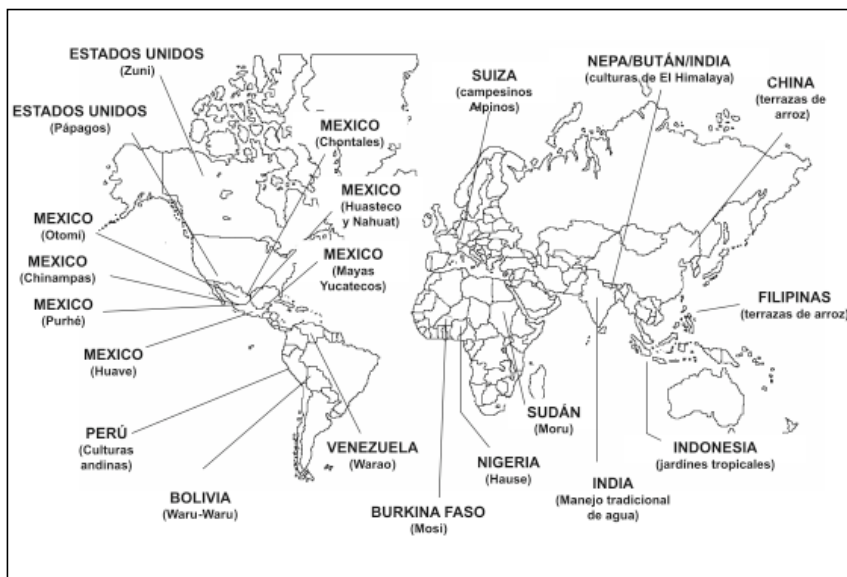 ESTADOS UNIDOS
(Zuni)
ESTADOS UNIDOS
(Pápagos)
MEXICO
(Chontales)
MEXICO
(Huasteco
y Nahuat)
MEXICO
(Otomi)
MEXICO
(Mayas
Yucatecos)
MEXICO
(Chinampas)
MEXICO
(Purhé)
MEXICO
(Huave)
PERÚ
(Culturas
andinas)
VENEZUELA
(Warao)
BOLIVIA
(Waru-Waru)
SUIZA
(campesinos
Alpinos)
NEPA/BUTÁN/INDIA
(culturas de El Himalaya)
CHINA
(terrazas de
arroz)
FILIPINAS
(terrazas de arroz)
SUDÁN
(Moru)
INDONESIA
(jardines tropicales)
NIGERIA
(Hause)
INDIA
(Manejo tradicional
de agua)
BURKINA FASO
(Mosi)